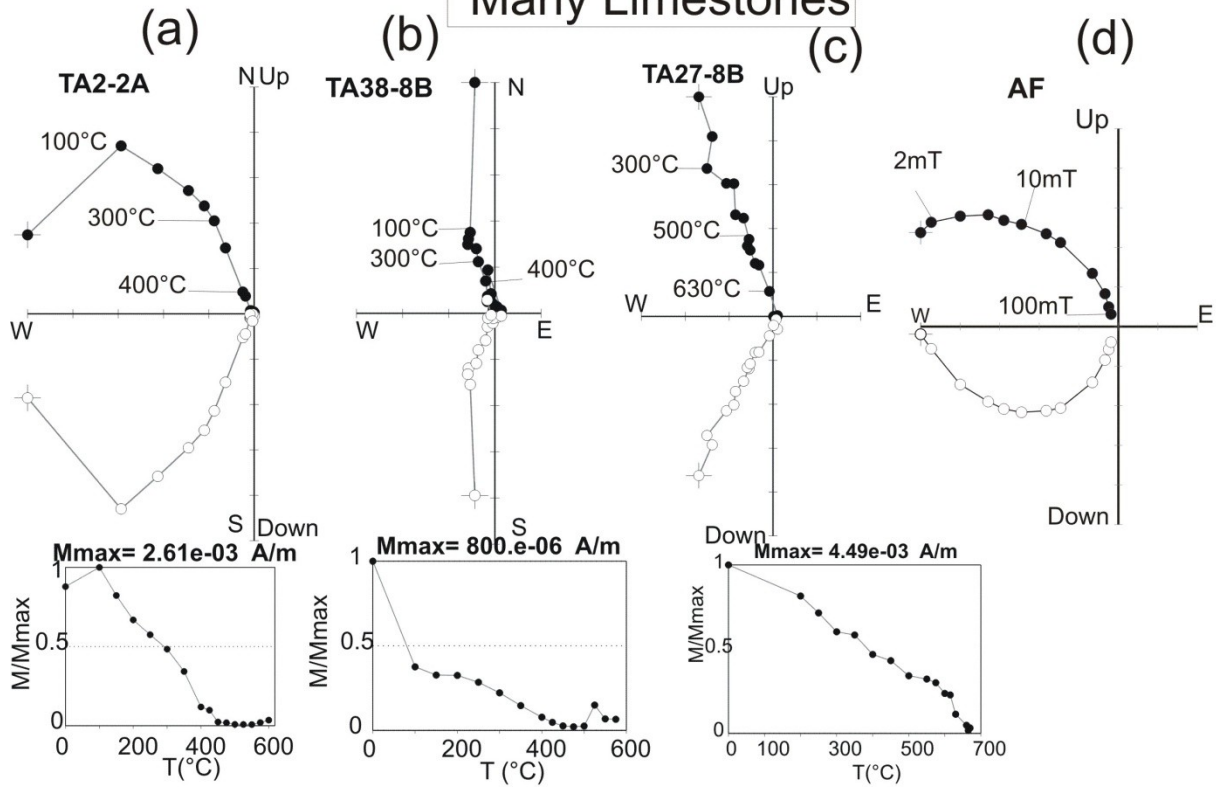 Many Limestones
(a)
(b)
(c)
(d)
TA2-2A
N Up
100°C
300°C
400°C
W
S Down
TA38-8B
N
100°C
300°C
400°C
W
E
S
TA27-8B
Up
300°C
500°C
630°C
W
E
Down
AF
Up
2mT
10mT
100mT
W
E
Down
Mmax= 2.61e-03 A/m
1
0.5
0
M/Mmax
0 200 400 600
T(°C)
Mmax= 800.e-06 A/m
1
0.5
0
M/Mmax
0 200 400 600
T (°C)
Mmax= 4.49e-03 A/m
1
0.5
0
M/Mmax
0 100 300 500 700
T(°C)